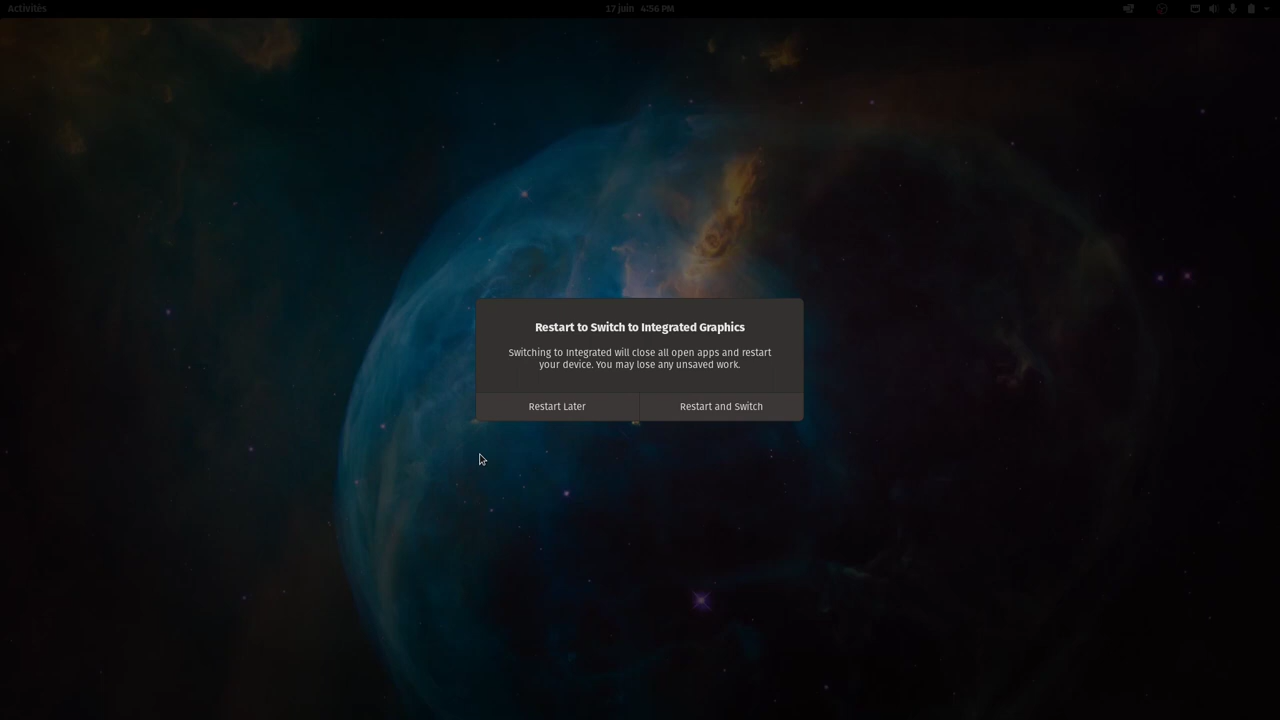 Activités
17 juin 4:56 PM
Restart to Switch to Integrated Graphics
Switching to Integrated will close all open apps and restart
your device. You may lose any unsaved work.
Restart Later
Restart and Switch